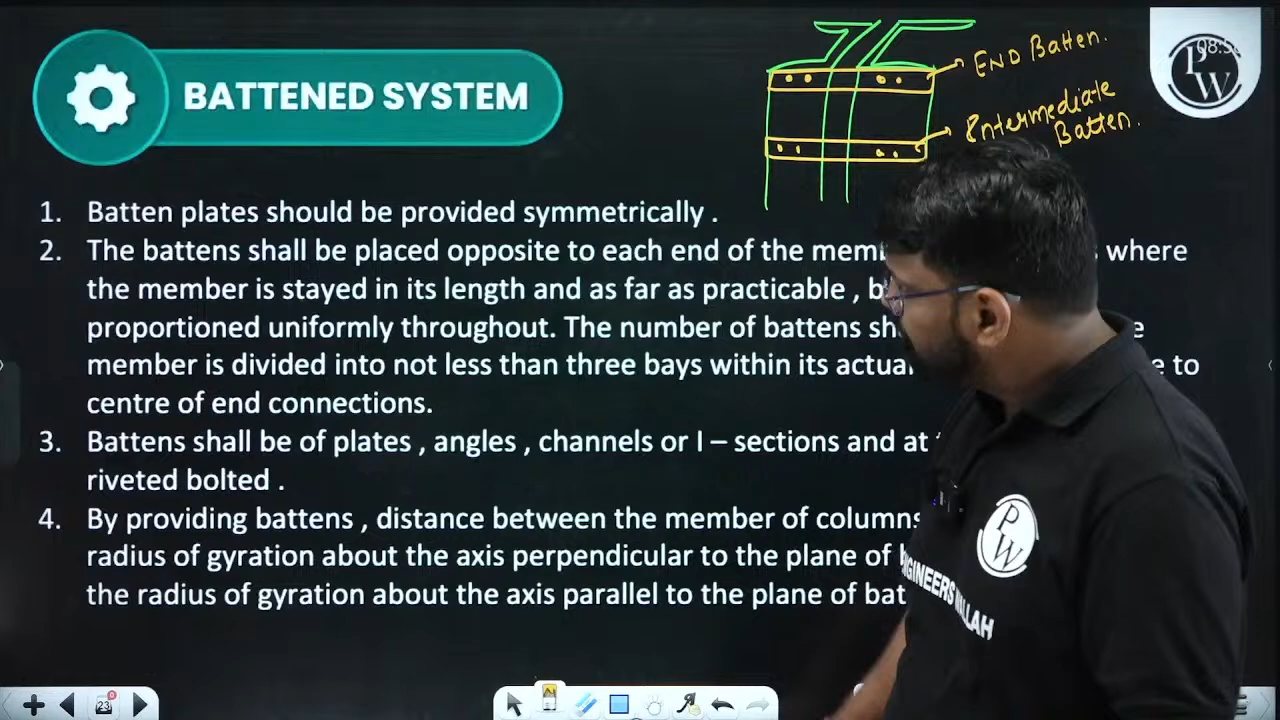 BATTENED SYSTEM
END Batten.
Intermediate
Batten.
PW
1. Batten plates should be provided symmetrically .
2. The battens shall be placed opposite to each end of the where
the member is stayed in its length and as far as practicable ,
proportioned uniformly throughout. The number of battens
member is divided into not less than three bays within its to
centre of end connections.
3. Battens shall be of plates , angles , channels or I – sections and at
riveted bolted .
4. By providing battens , distance between the member of columns
radius of gyration about the axis perpendicular to the plane of
the radius of gyration about the axis parallel to the plane of
PW
ENGINEERS WALLAH
23